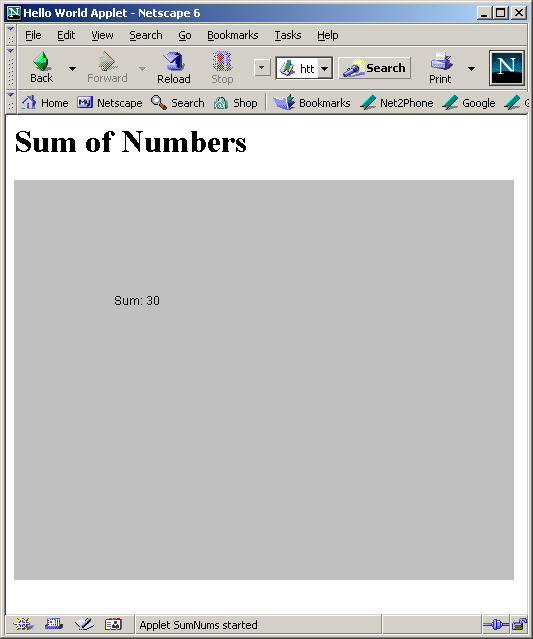 Hello World Applet - Netscape 6
File Edit View Search Go Bookmarks Tasks Help
Back Forward Reload Stop htt Search Print N
Home Netscape Search Shop Bookmarks Net2Phone Google
Sum of Numbers
Sum: 30
Applet SumNums started